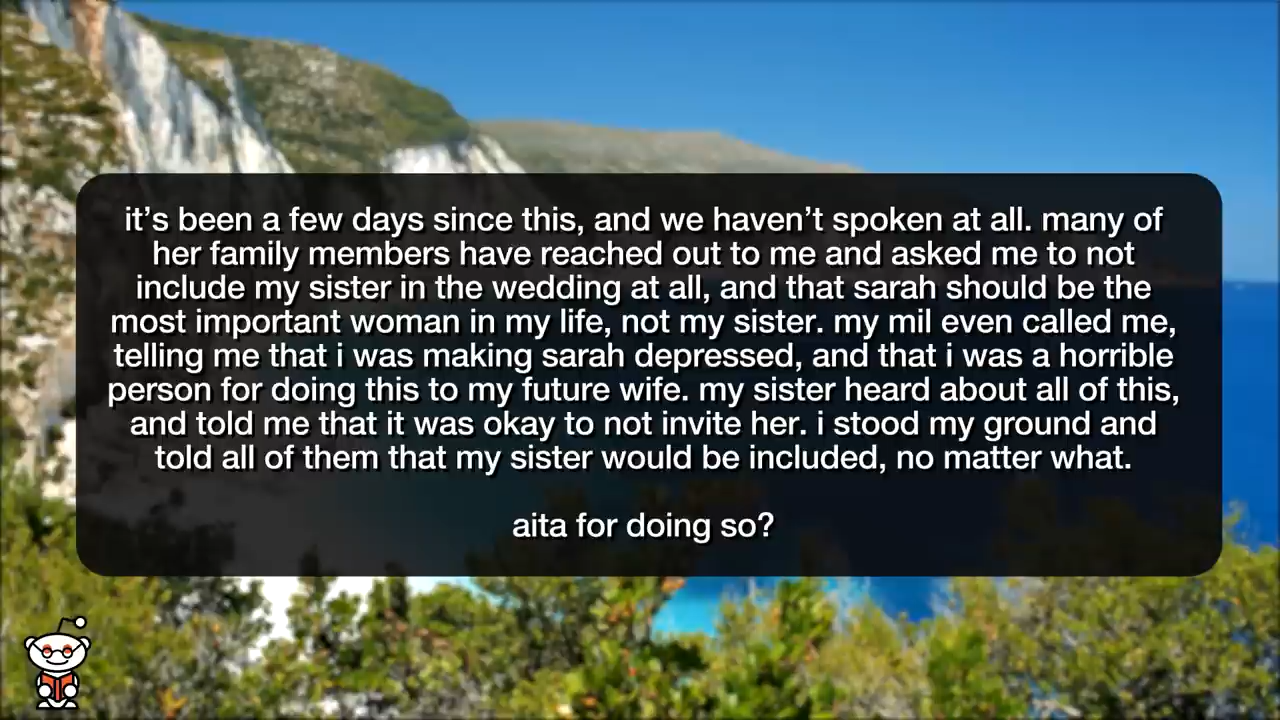 it’s been a few days since this, and we haven’t spoken at all. many of
her family members have reached out to me and asked me to not
include my sister in the wedding at all, and that sarah should be the
most important woman in my life, not my sister. my mil even called me,
telling me that i was making sarah depressed, and that i was a horrible
person for doing this to my future wife. my sister heard about all of this,
and told me that it was okay to not invite her. i stood my ground and
told all of them that my sister would be included, no matter what.
aita for doing so?